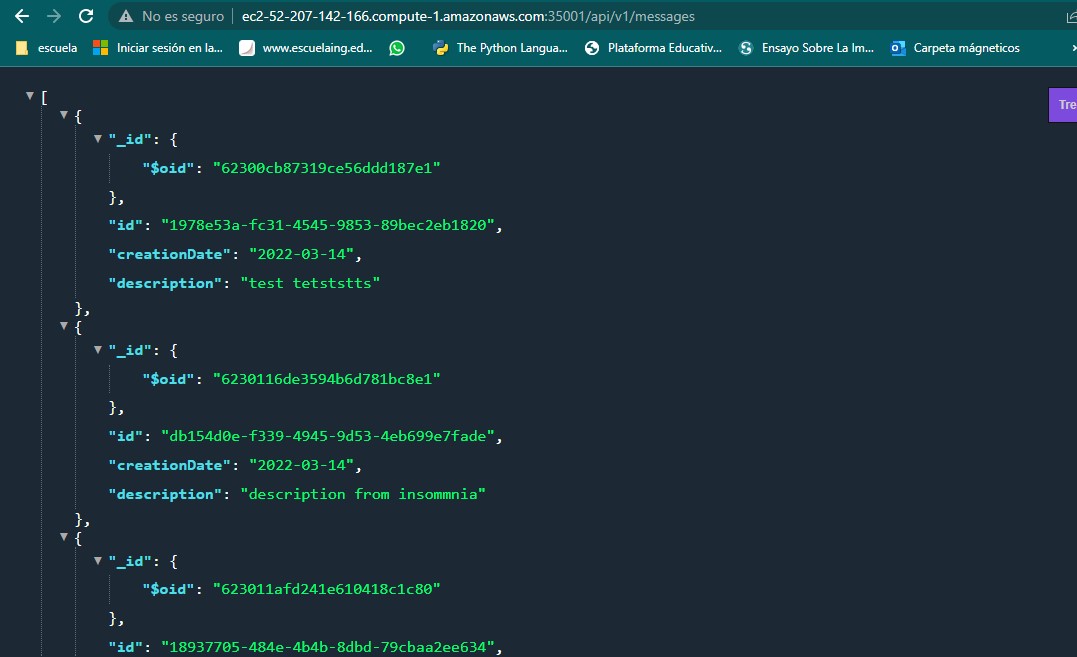 No es seguro ec2-52-207-142-166.compute-1.amazonaws.com:35001/api/v1/messages
escuela Iniciar sesión en la... www.escuelaing.ed... The Python Langua... Plataforma Educativ... Ensayo Sobre La Im... Carpeta mágneticos
[
{
"_id": {
"$oid": "62300cb87319ce56ddd187e1"
},
"id": "1978e53a-fc31-4545-9853-89bec2eb1820",
"creationDate": "2022-03-14",
"description": "test tetststts"
},
{
"_id": {
"$oid": "6230116de3594b6d781bc8e1"
},
"id": "db154d0e-f339-4945-9d53-4eb699e7fade",
"creationDate": "2022-03-14",
"description": "description from insommnia"
},
{
"_id": {
"$oid": "623011afd241e610418c1c80"
},
"id": "18937705-484e-4b4b-8dbd-79cbaa2ee634",
Tre